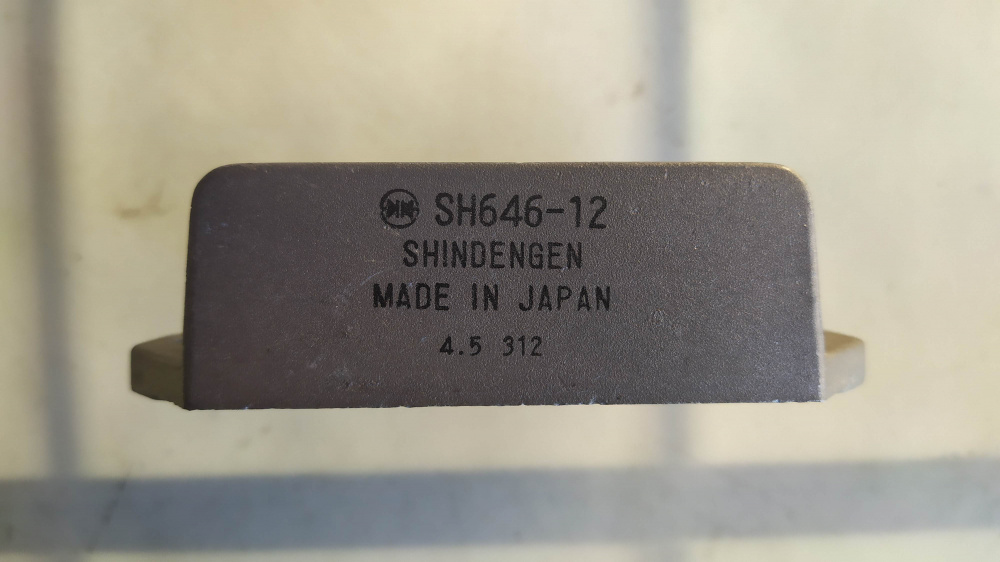 SH646-12
SHINDENGEN
MADE IN JAPAN
4.5 312